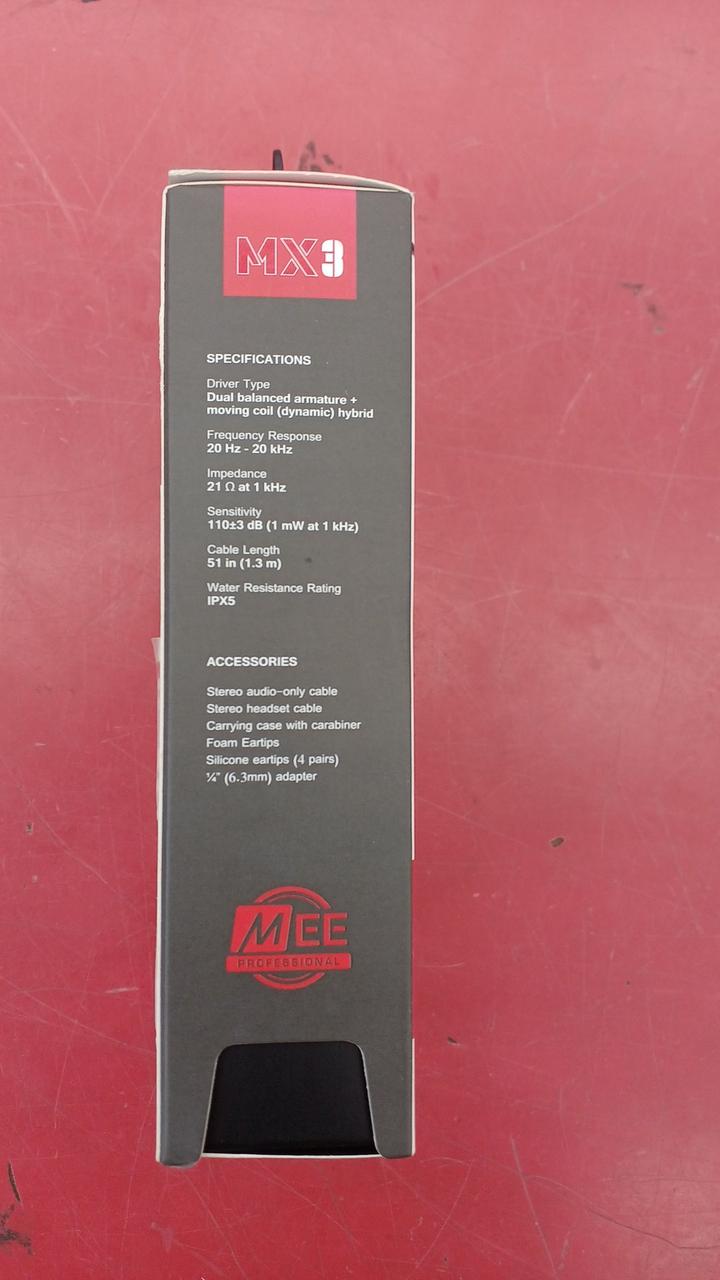 MX3
SPECIFICATIONS
Driver Type
Dual balanced armature +
moving coil (dynamic) hybrid
Frequency Response
20 Hz - 20 kHz
Impedance
21 Ω at 1 kHz
Sensitivity
110±3 dB (1 mW at 1 kHz)
Cable Length
51 in (1.3 m)
Water Resistance Rating
IPX5
ACCESSORIES
Stereo audio-only cable
Stereo headset cable
Carrying case with carabiner
Foam Eartips
Silicone eartips (4 pairs)
¼" (6.3mm) adapter
MEE
PROFESSIONAL